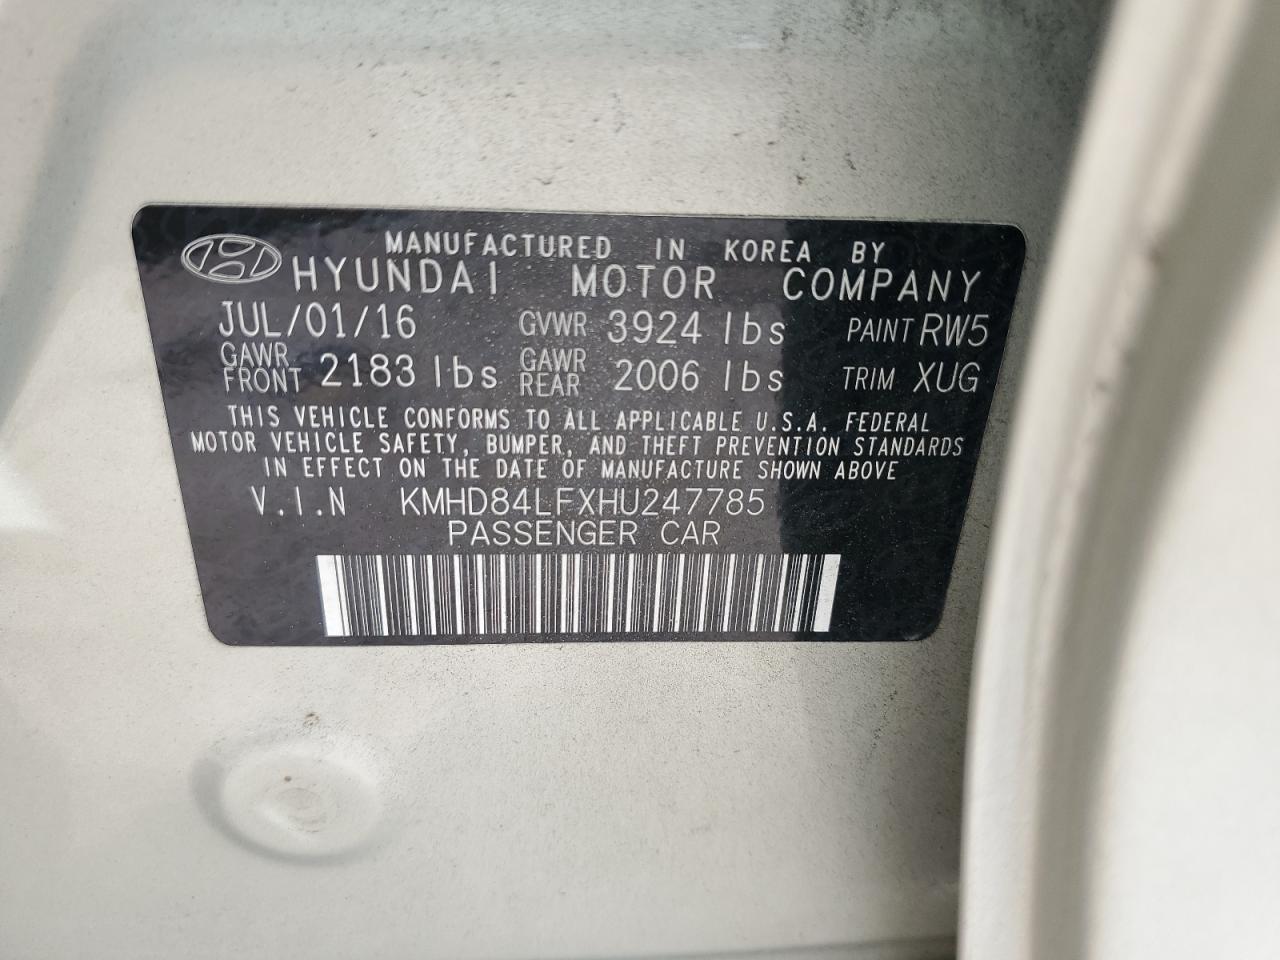 MANUFACTURED IN KOREA BY
HYUNDAI MOTOR COMPANY
JUL/01/16 GVWR 3924 lbs PAINT RW5
GAWR FRONT 2183 lbs GAWR REAR 2006 lbs TRIM XUG
THIS VEHICLE CONFORMS TO ALL APPLICABLE U.S.A. FEDERAL
MOTOR VEHICLE SAFETY, BUMPER, AND THEFT PREVENTION STANDARDS
IN EFFECT ON THE DATE OF MANUFACTURE SHOWN ABOVE
V.I.N KMHD84LFXHU247785
PASSENGER CAR